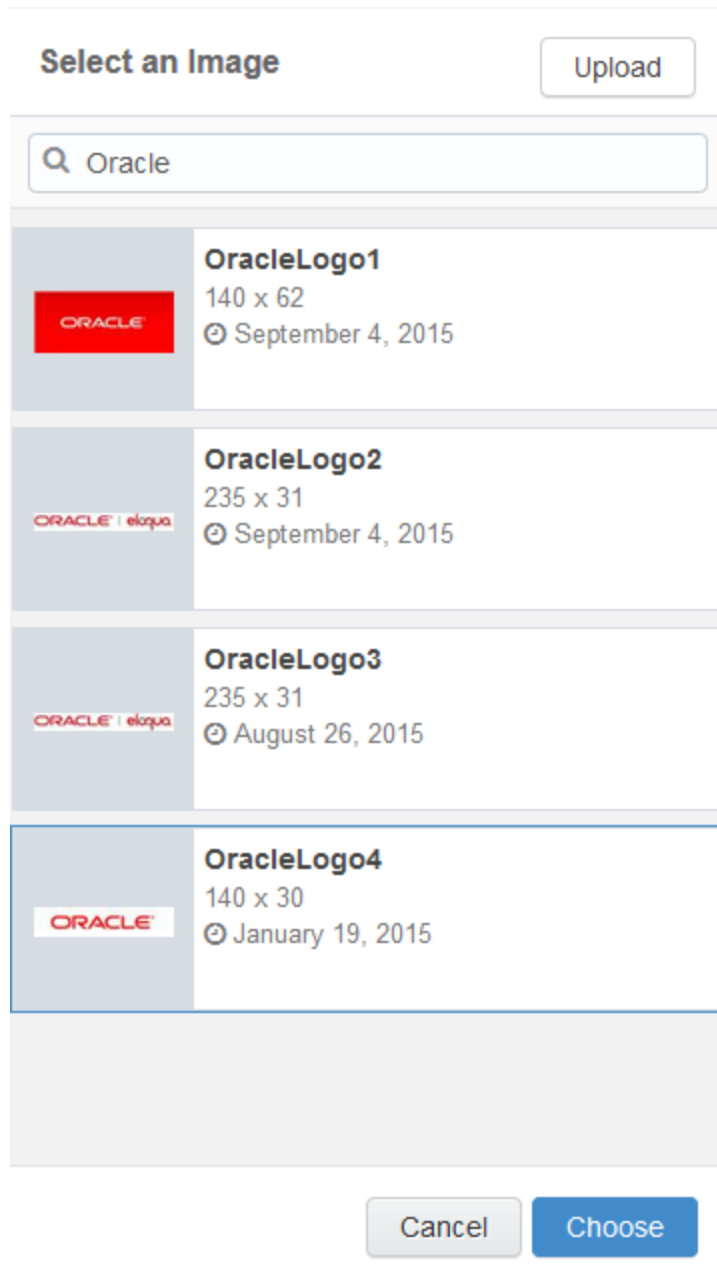 Select an Image
Upload
Oracle
OracleLogo1
140 x 62
September 4, 2015
ORACLE
OracleLogo2
235 x 31
September 4, 2015
ORACLE | eloqua
OracleLogo3
235 x 31
August 26, 2015
ORACLE | eloqua
OracleLogo4
140 x 30
January 19, 2015
ORACLE
Cancel
Choose